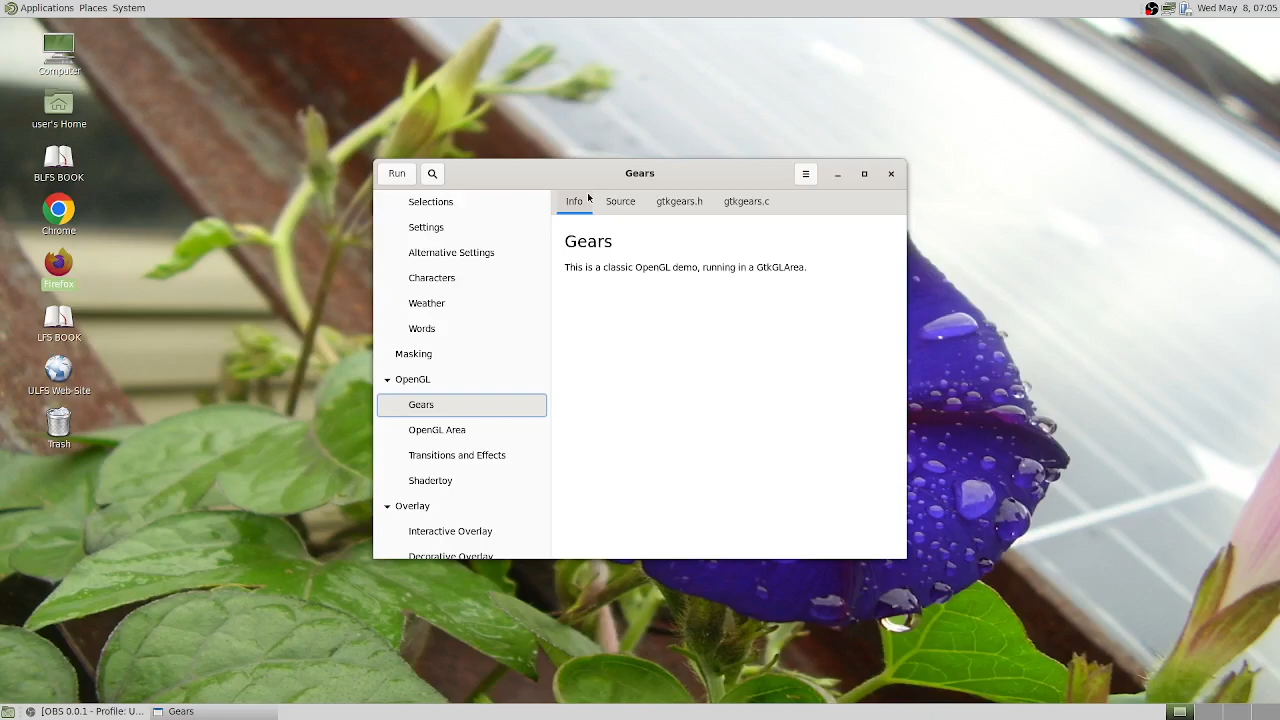 Applications Places System
Wed May  8, 07:05
Computer
user's Home
BLFS BOOK
Chrome
Firefox
LFS BOOK
ULFS Web-Site
Trash
Run
Gears
Selections
Settings
Alternative Settings
Characters
Weather
Words
Masking
OpenGL
Gears
OpenGL Area
Transitions and Effects
Shadertoy
Overlay
Interactive Overlay
Decorative Overlay
Info Source gtkgears.h gtkgears.c
Gears
This is a classic OpenGL demo, running in a GtkGLArea.
[OBS 0.0.1 - Profile: U...
Gears